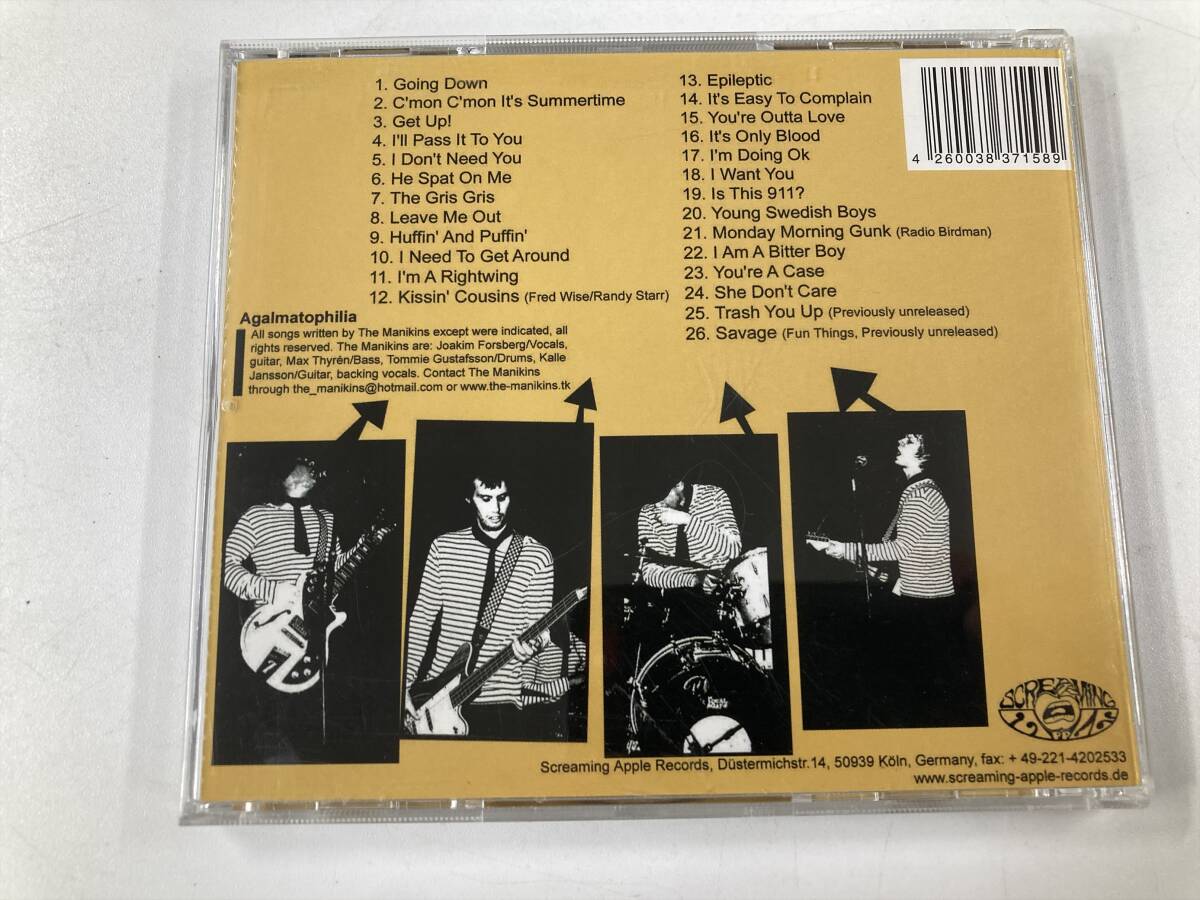 1. Going Down
2. C'mon C'mon It's Summertime
3. Get Up!
4. I'll Pass It To You
5. I Don't Need You
6. He Spat On Me
7. The Gris Gris
8. Leave Me Out
9. Huffin' And Puffin'
10. I Need To Get Around
11. I'm A Rightwing
12. Kissin' Cousins (Fred Wise/Randy Starr)
13. Epileptic
14. It's Easy To Complain
15. You're Outta Love
16. It's Only Blood
17. I'm Doing Ok
18. I Want You
19. Is This 911?
20. Young Swedish Boys
21. Monday Morning Gunk (Radio Birdman)
22. I Am A Bitter Boy
23. You're A Case
24. She Don't Care
25. Trash You Up (Previously unreleased)
26. Savage (Fun Things, Previously unreleased)
4 260038 371589
Agalmatophilia
All songs written by The Manikins except were indicated, all
rights reserved. The Manikins are: Joakim Forsberg/Vocals,
guitar, Max Thyrén/Bass, Tommie Gustafsson/Drums, Kalle
Jansson/Guitar, backing vocals. Contact The Manikins
through the_manikins@hotmail.com or www.the-manikins.tk
7
SCREAMING
Screaming Apple Records, Düstermichstr.14, 50939 Köln, Germany, fax: + 49-221-4202533
www.screaming-apple-records.de